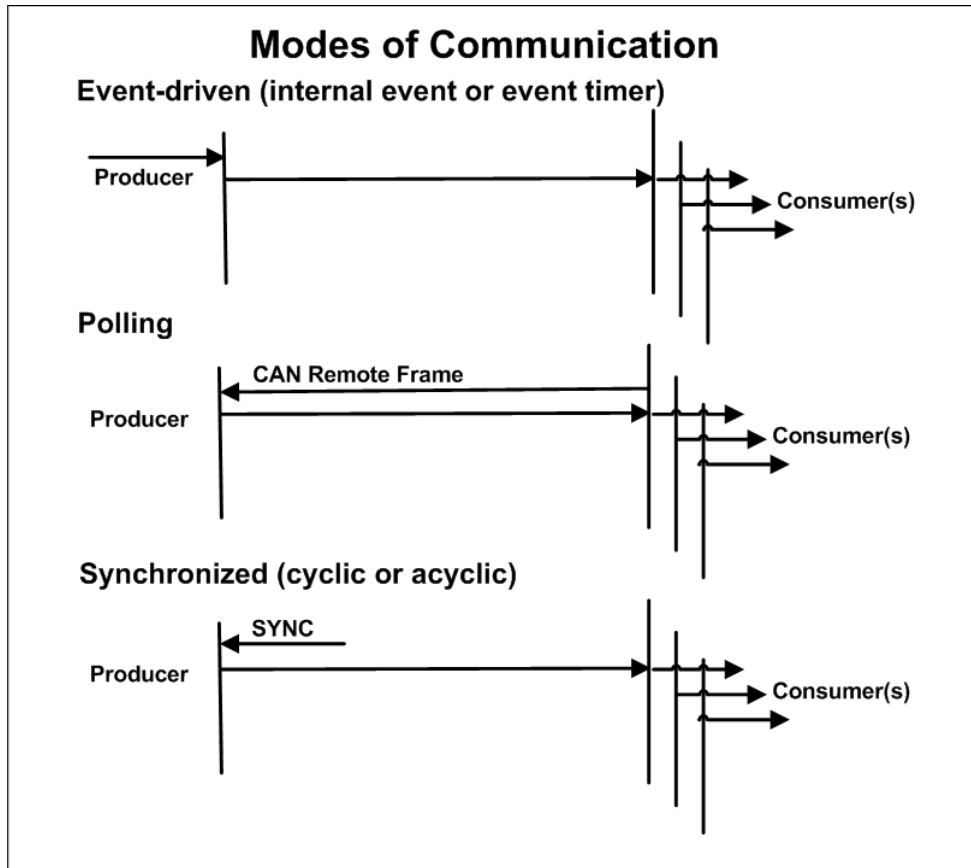 Modes of Communication
Event-driven (internal event or event timer)
Producer
Consumer(s)
Polling
CAN Remote Frame
Producer
Consumer(s)
Synchronized (cyclic or acyclic)
SYNC
Producer
Consumer(s)